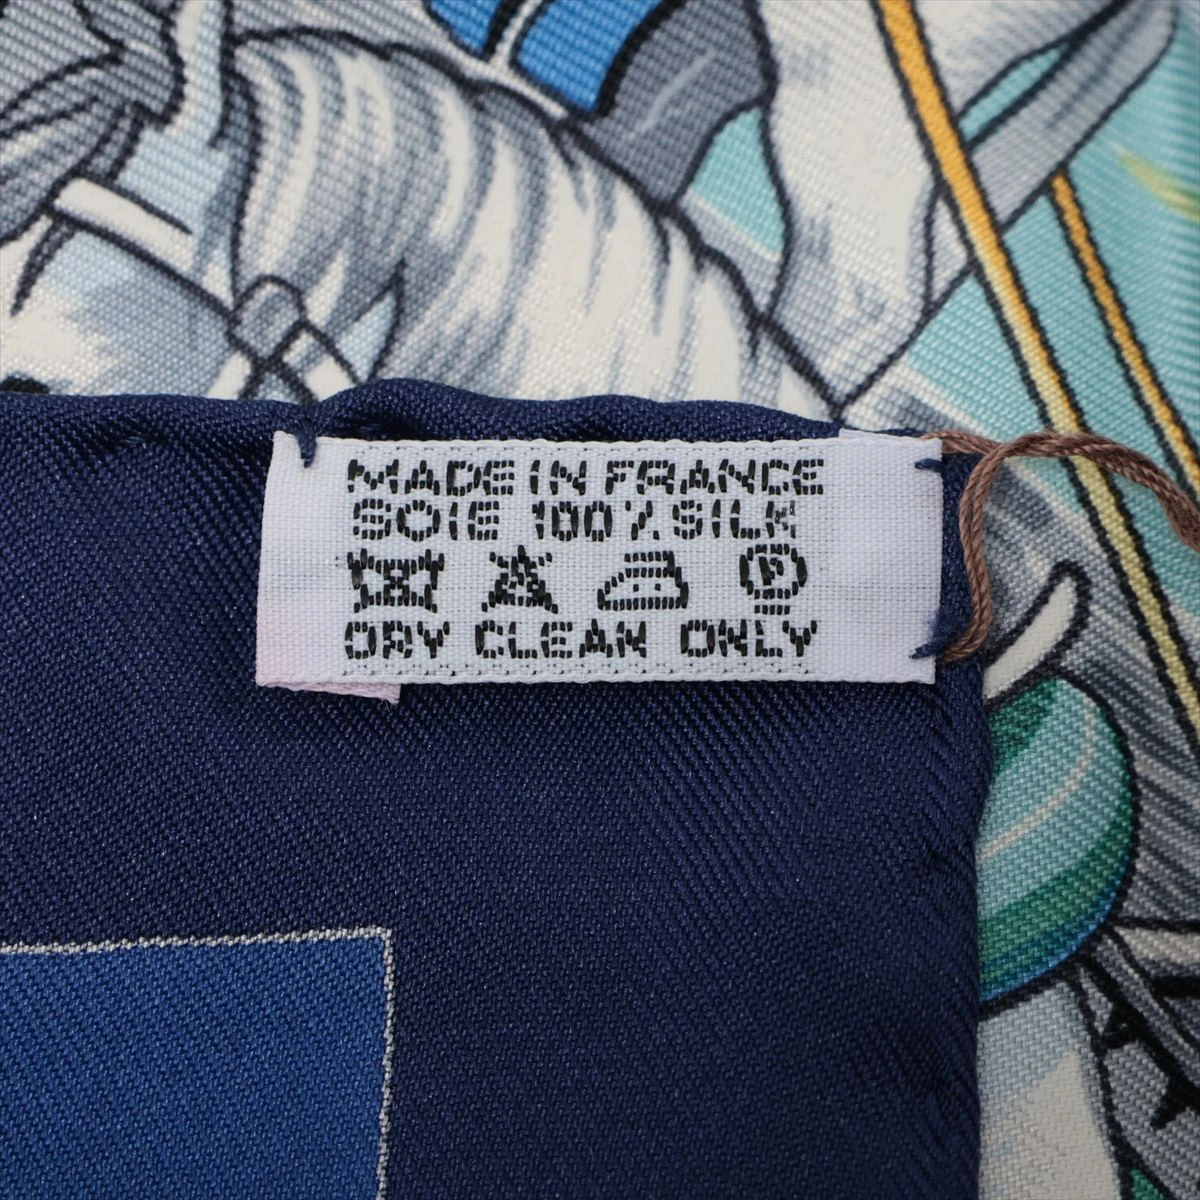 MADE IN FRANCE
SOIE 100% SILK
P
DRY CLEAN ONLY